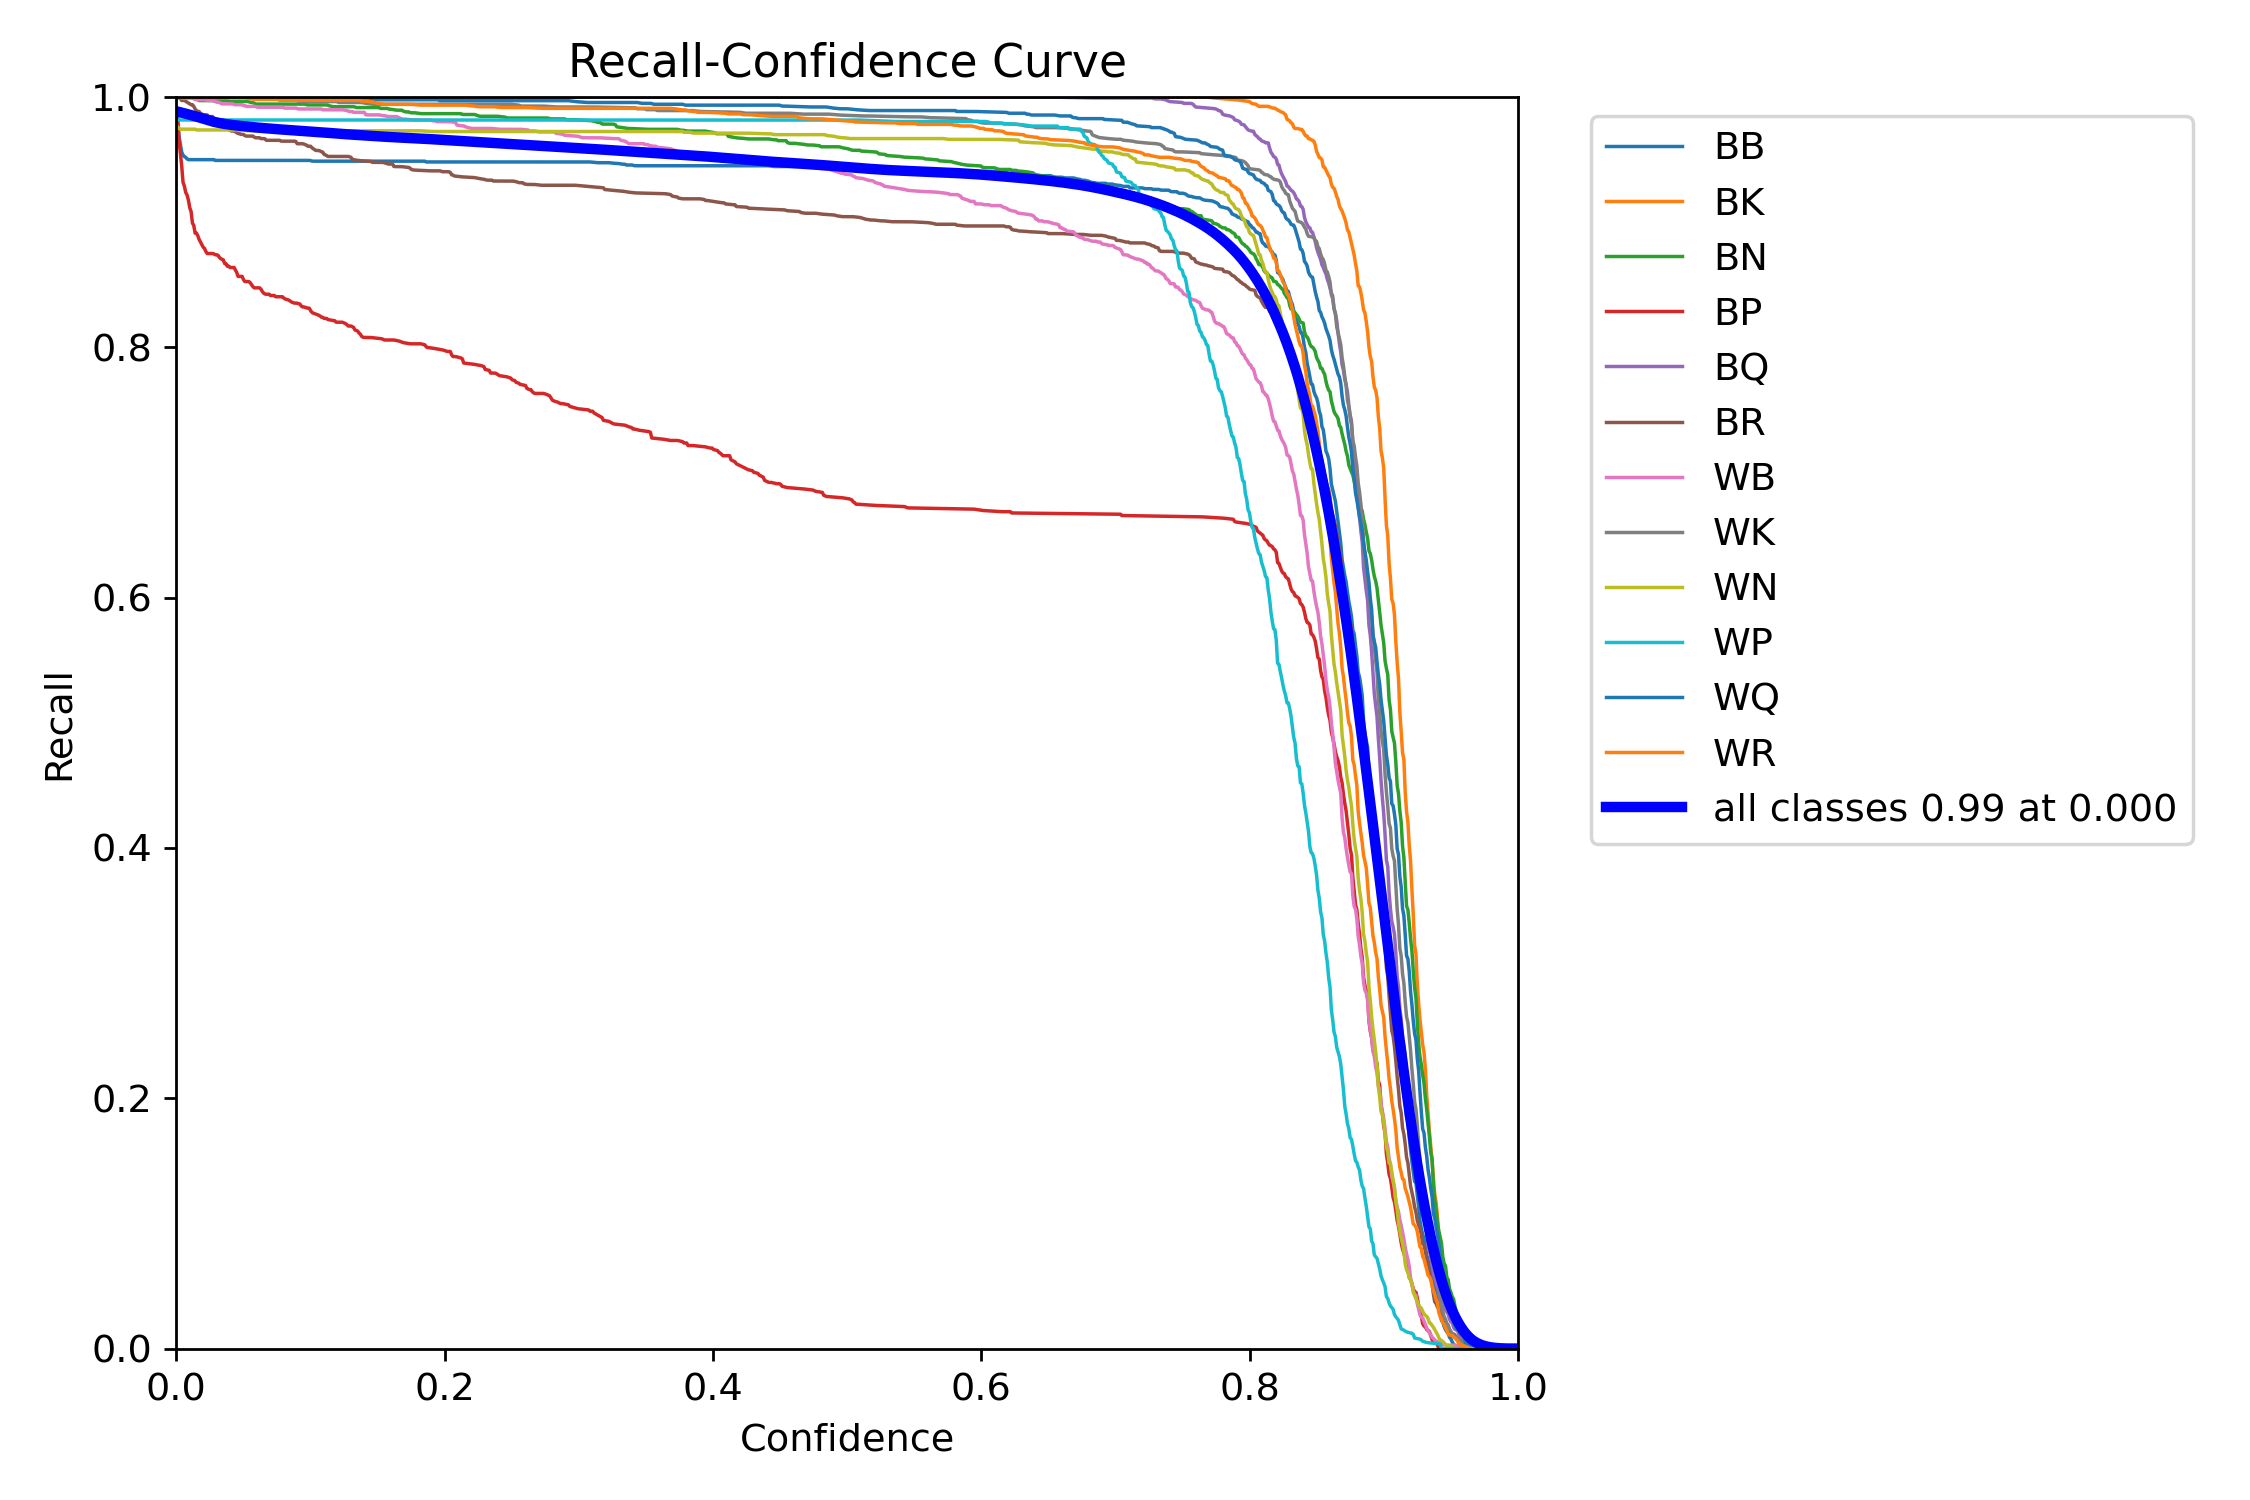 Recall-Confidence Curve
1.0
0.8
0.6
0.4
0.2
0.0
Recall
0.0 0.2 0.4 0.6 0.8 1.0
Confidence
BB
BK
BN
BP
BQ
BR
WB
WK
WN
WP
WQ
WR
all classes 0.99 at 0.000